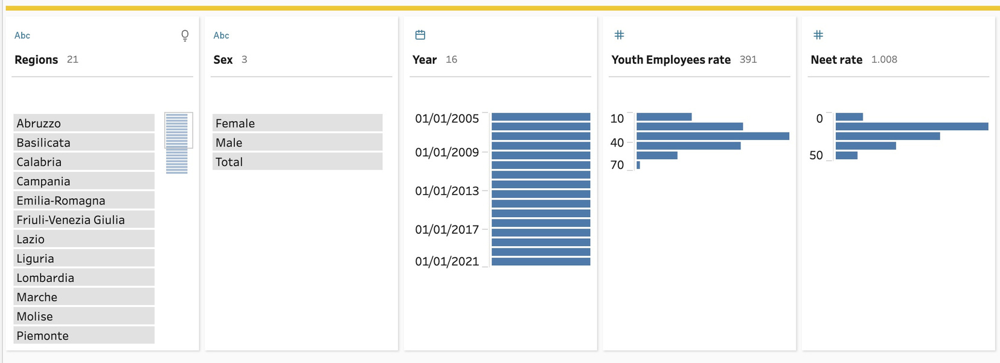 Abc
Regions 21
Abruzzo
Basilicata
Calabria
Campania
Emilia-Romagna
Friuli-Venezia Giulia
Lazio
Liguria
Lombardia
Marche
Molise
Piemonte
Abc
Sex 3
Female
Male
Total
Year 16
01/01/2005
01/01/2009
01/01/2013
01/01/2017
01/01/2021
#
Youth Employees rate 391
10
40
70
#
Neet rate 1.008
0
50